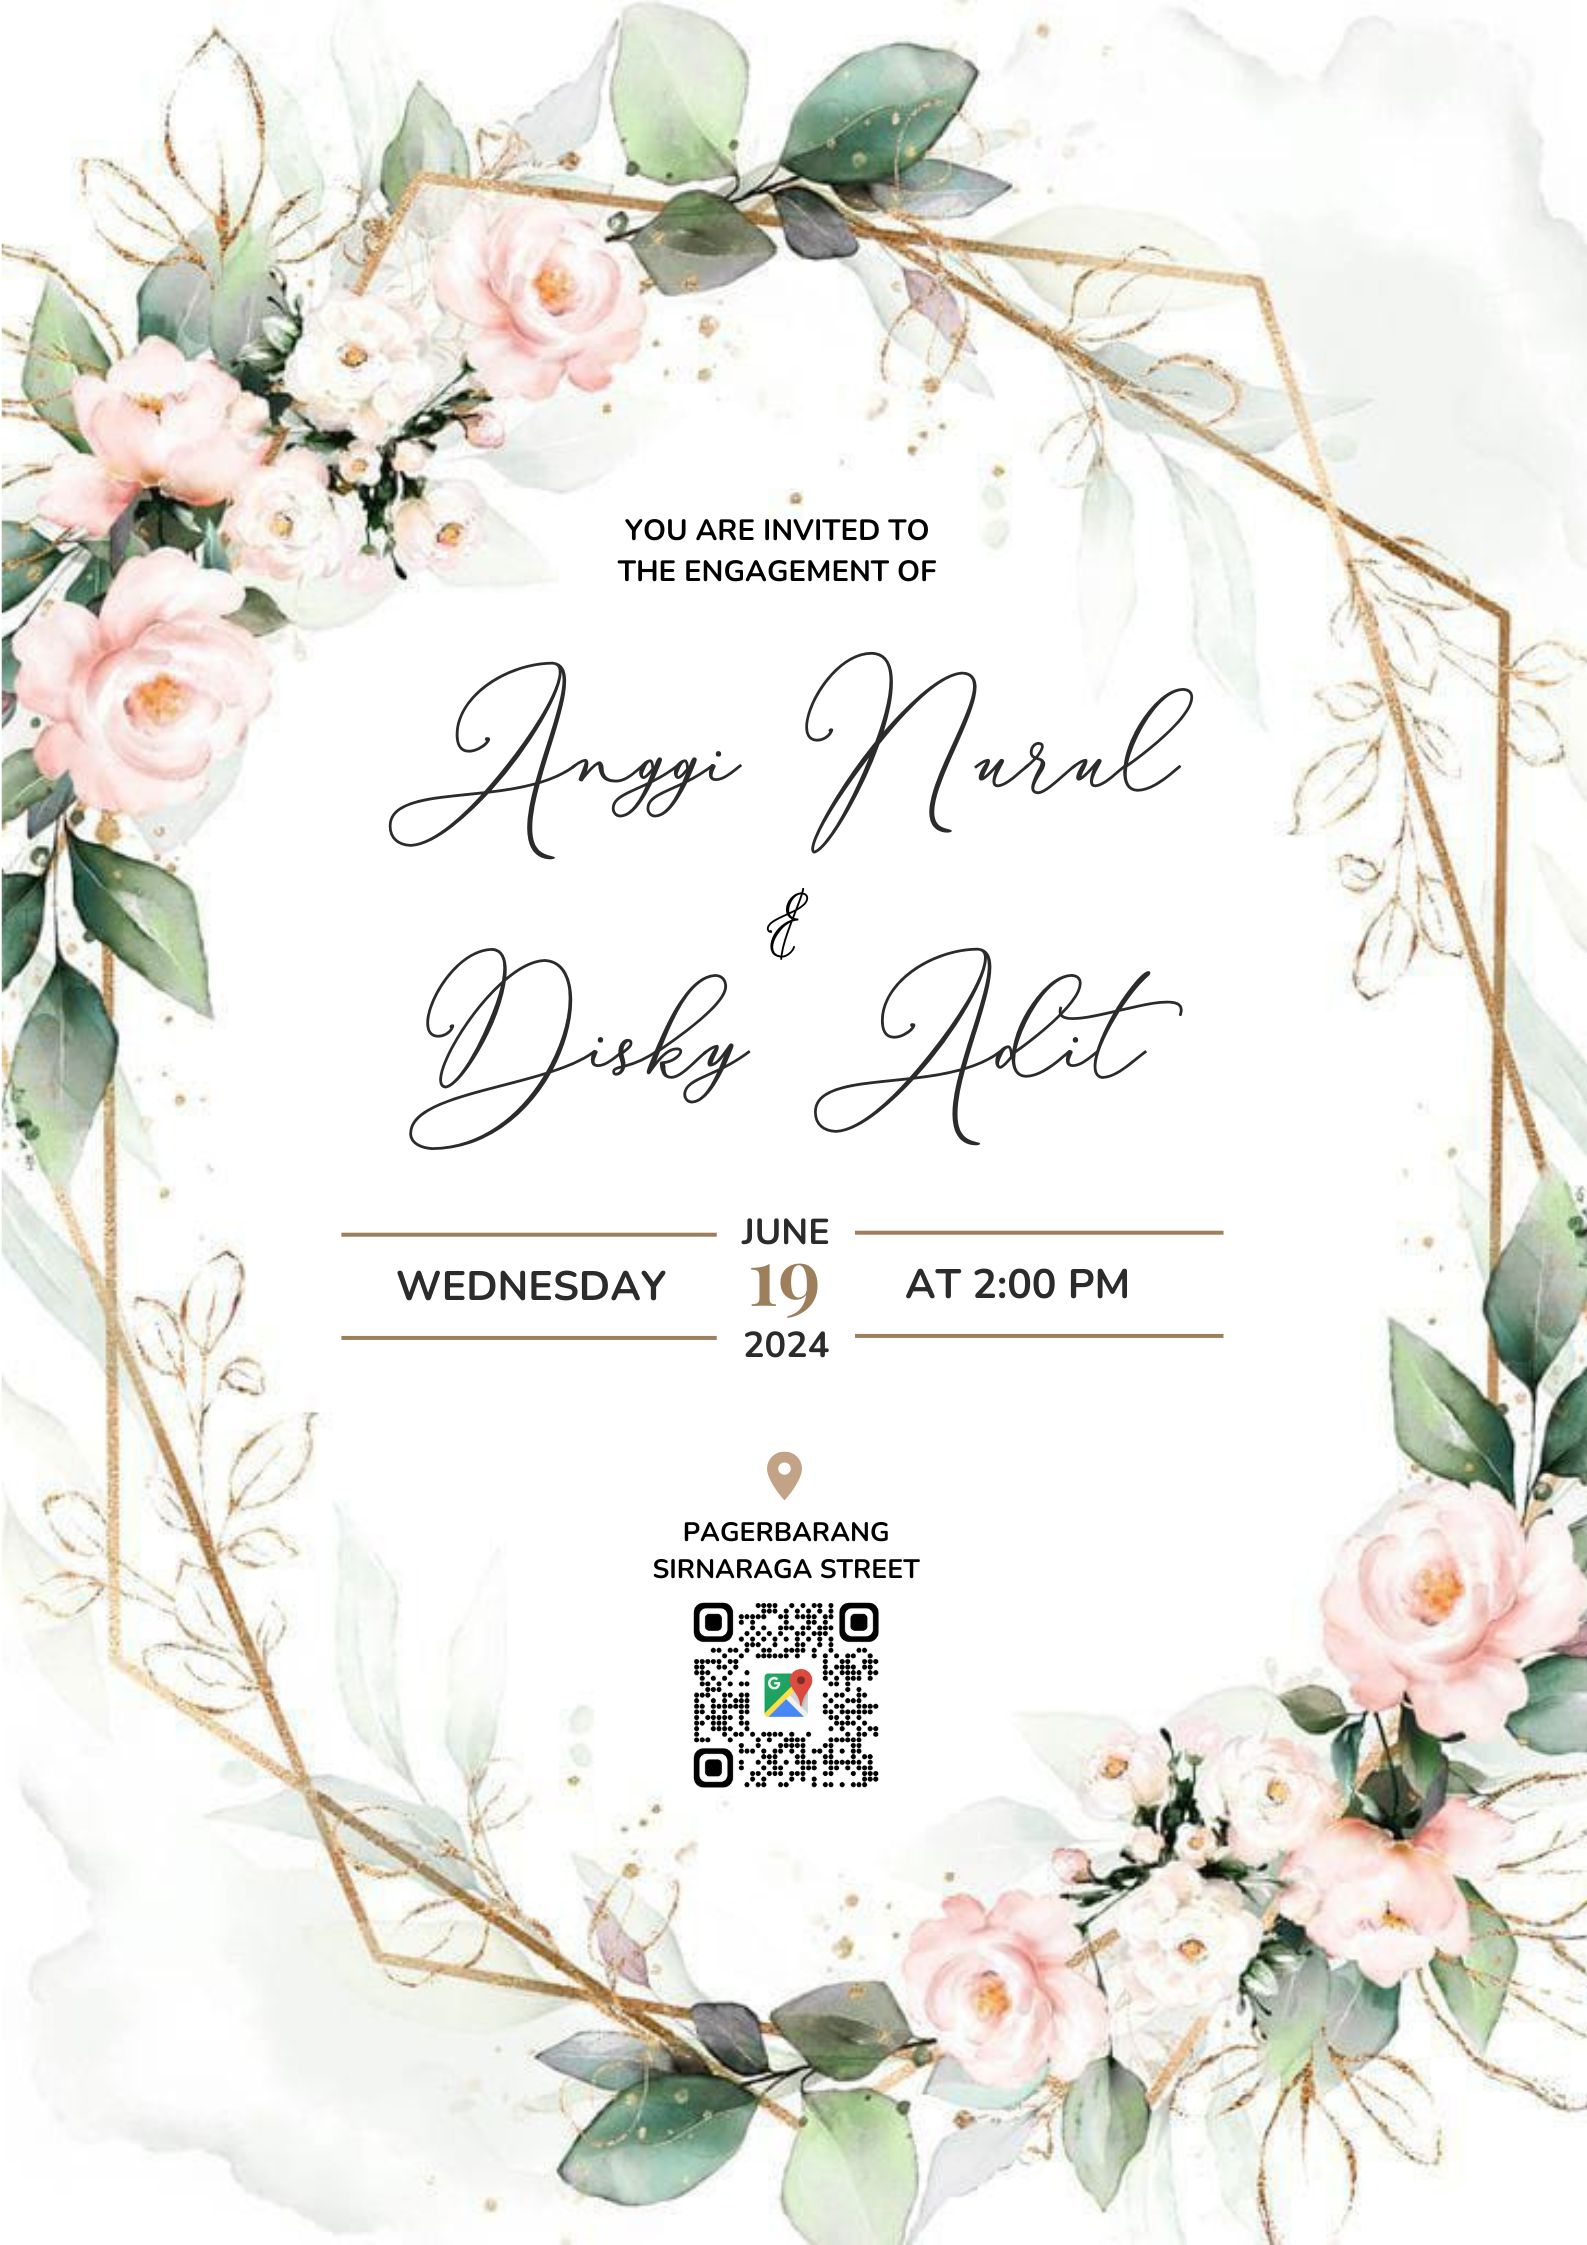 YOU ARE INVITED TO
THE ENGAGEMENT OF
Anggi Nurul
&
Disky Adit
JUNE
WEDNESDAY 19 AT 2:00 PM
2024
PAGERBARANG
SIRNARAGA STREET
G